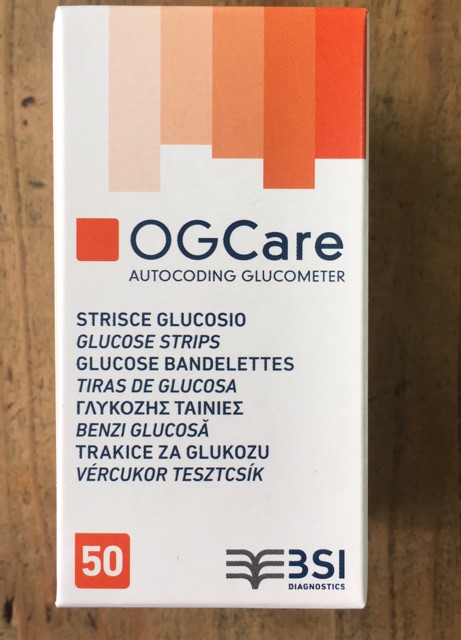 OGCare
AUTOCODING GLUCOMETER
STRISCE GLUCOSIO
GLUCOSE STRIPS
GLUCOSE BANDELETTES
TIRAS DE GLUCOSA
ΓΛΥΚΟΖΗΣ ΤΑΙΝΙΕΣ
BENZI GLUCOSĂ
TRAKICE ZA GLUKOZU
VÉRCUKOR TESZTCSÍK
50
BSI
DIAGNOSTICS